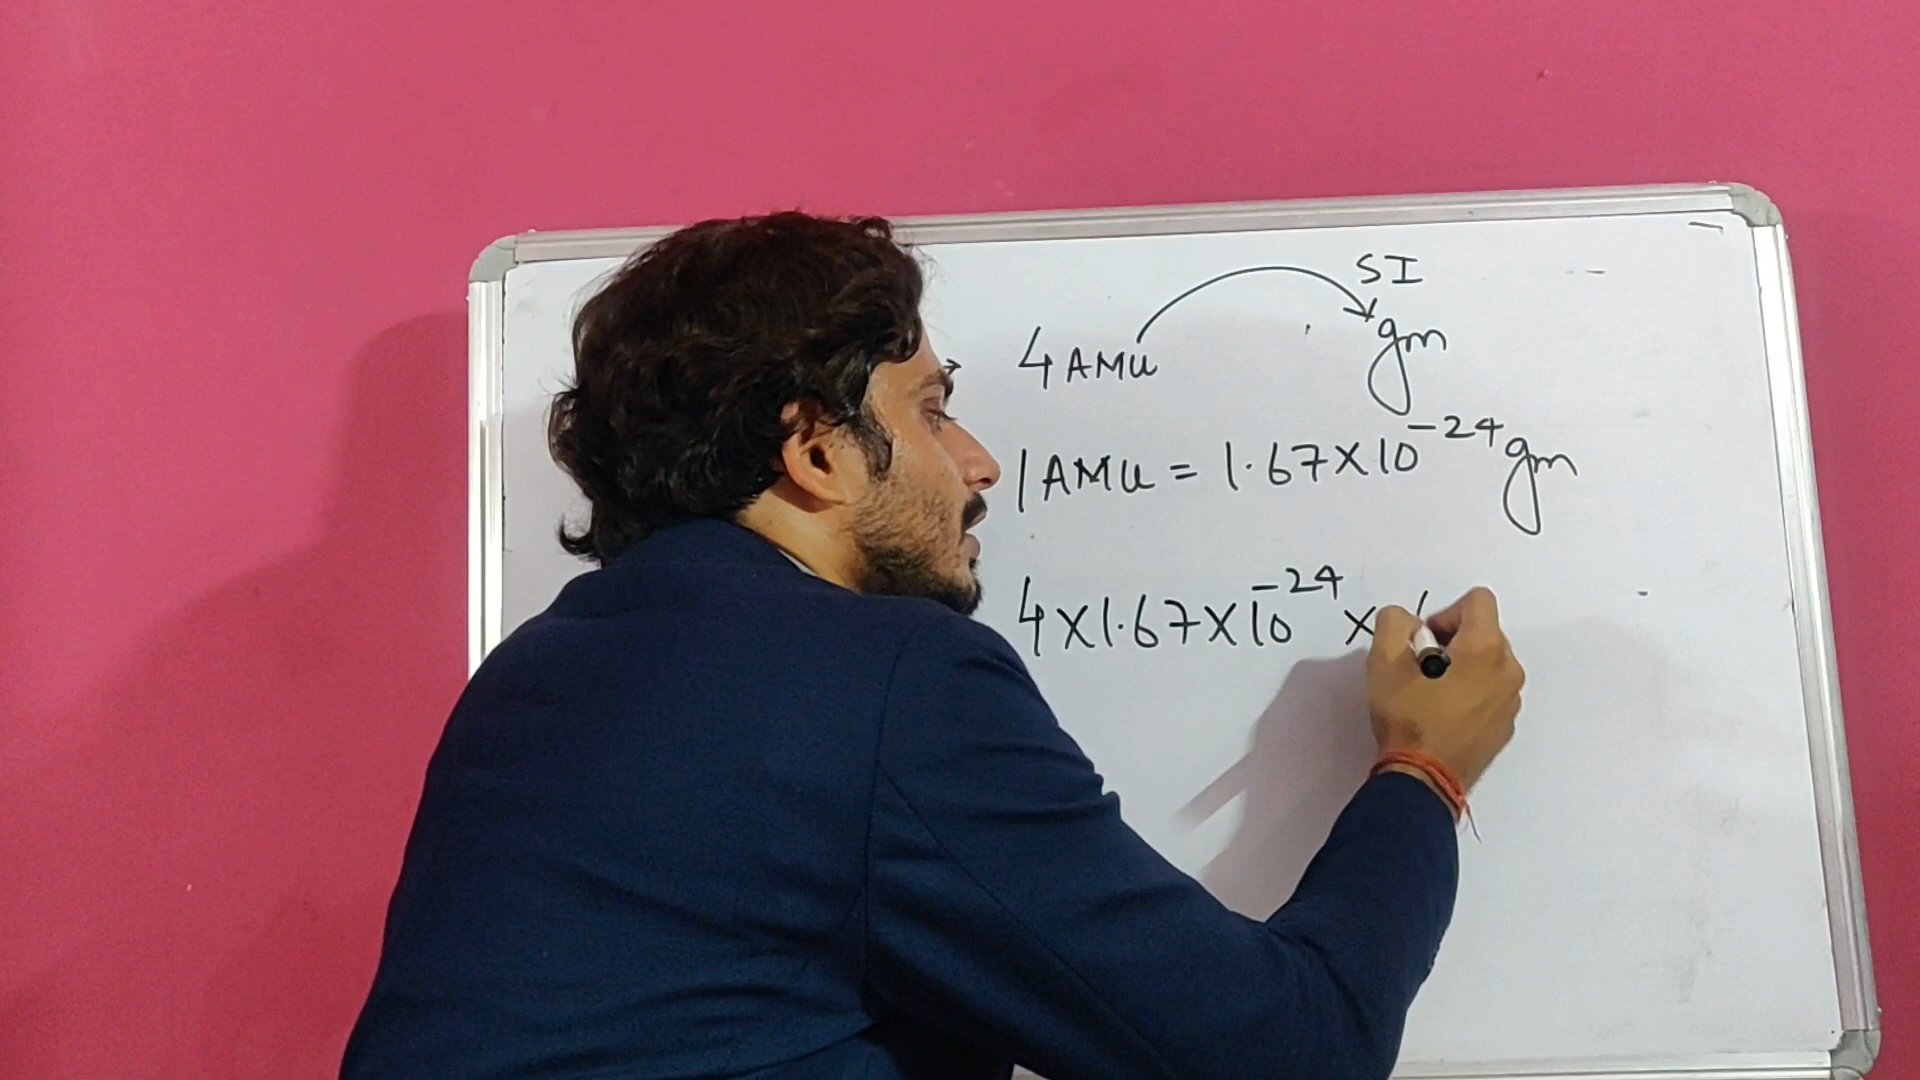 SI
4 AMU gm
1 AMU = 1.67 × 10⁻²⁴ gm
4 × 1.67 × 10⁻²⁴ ×